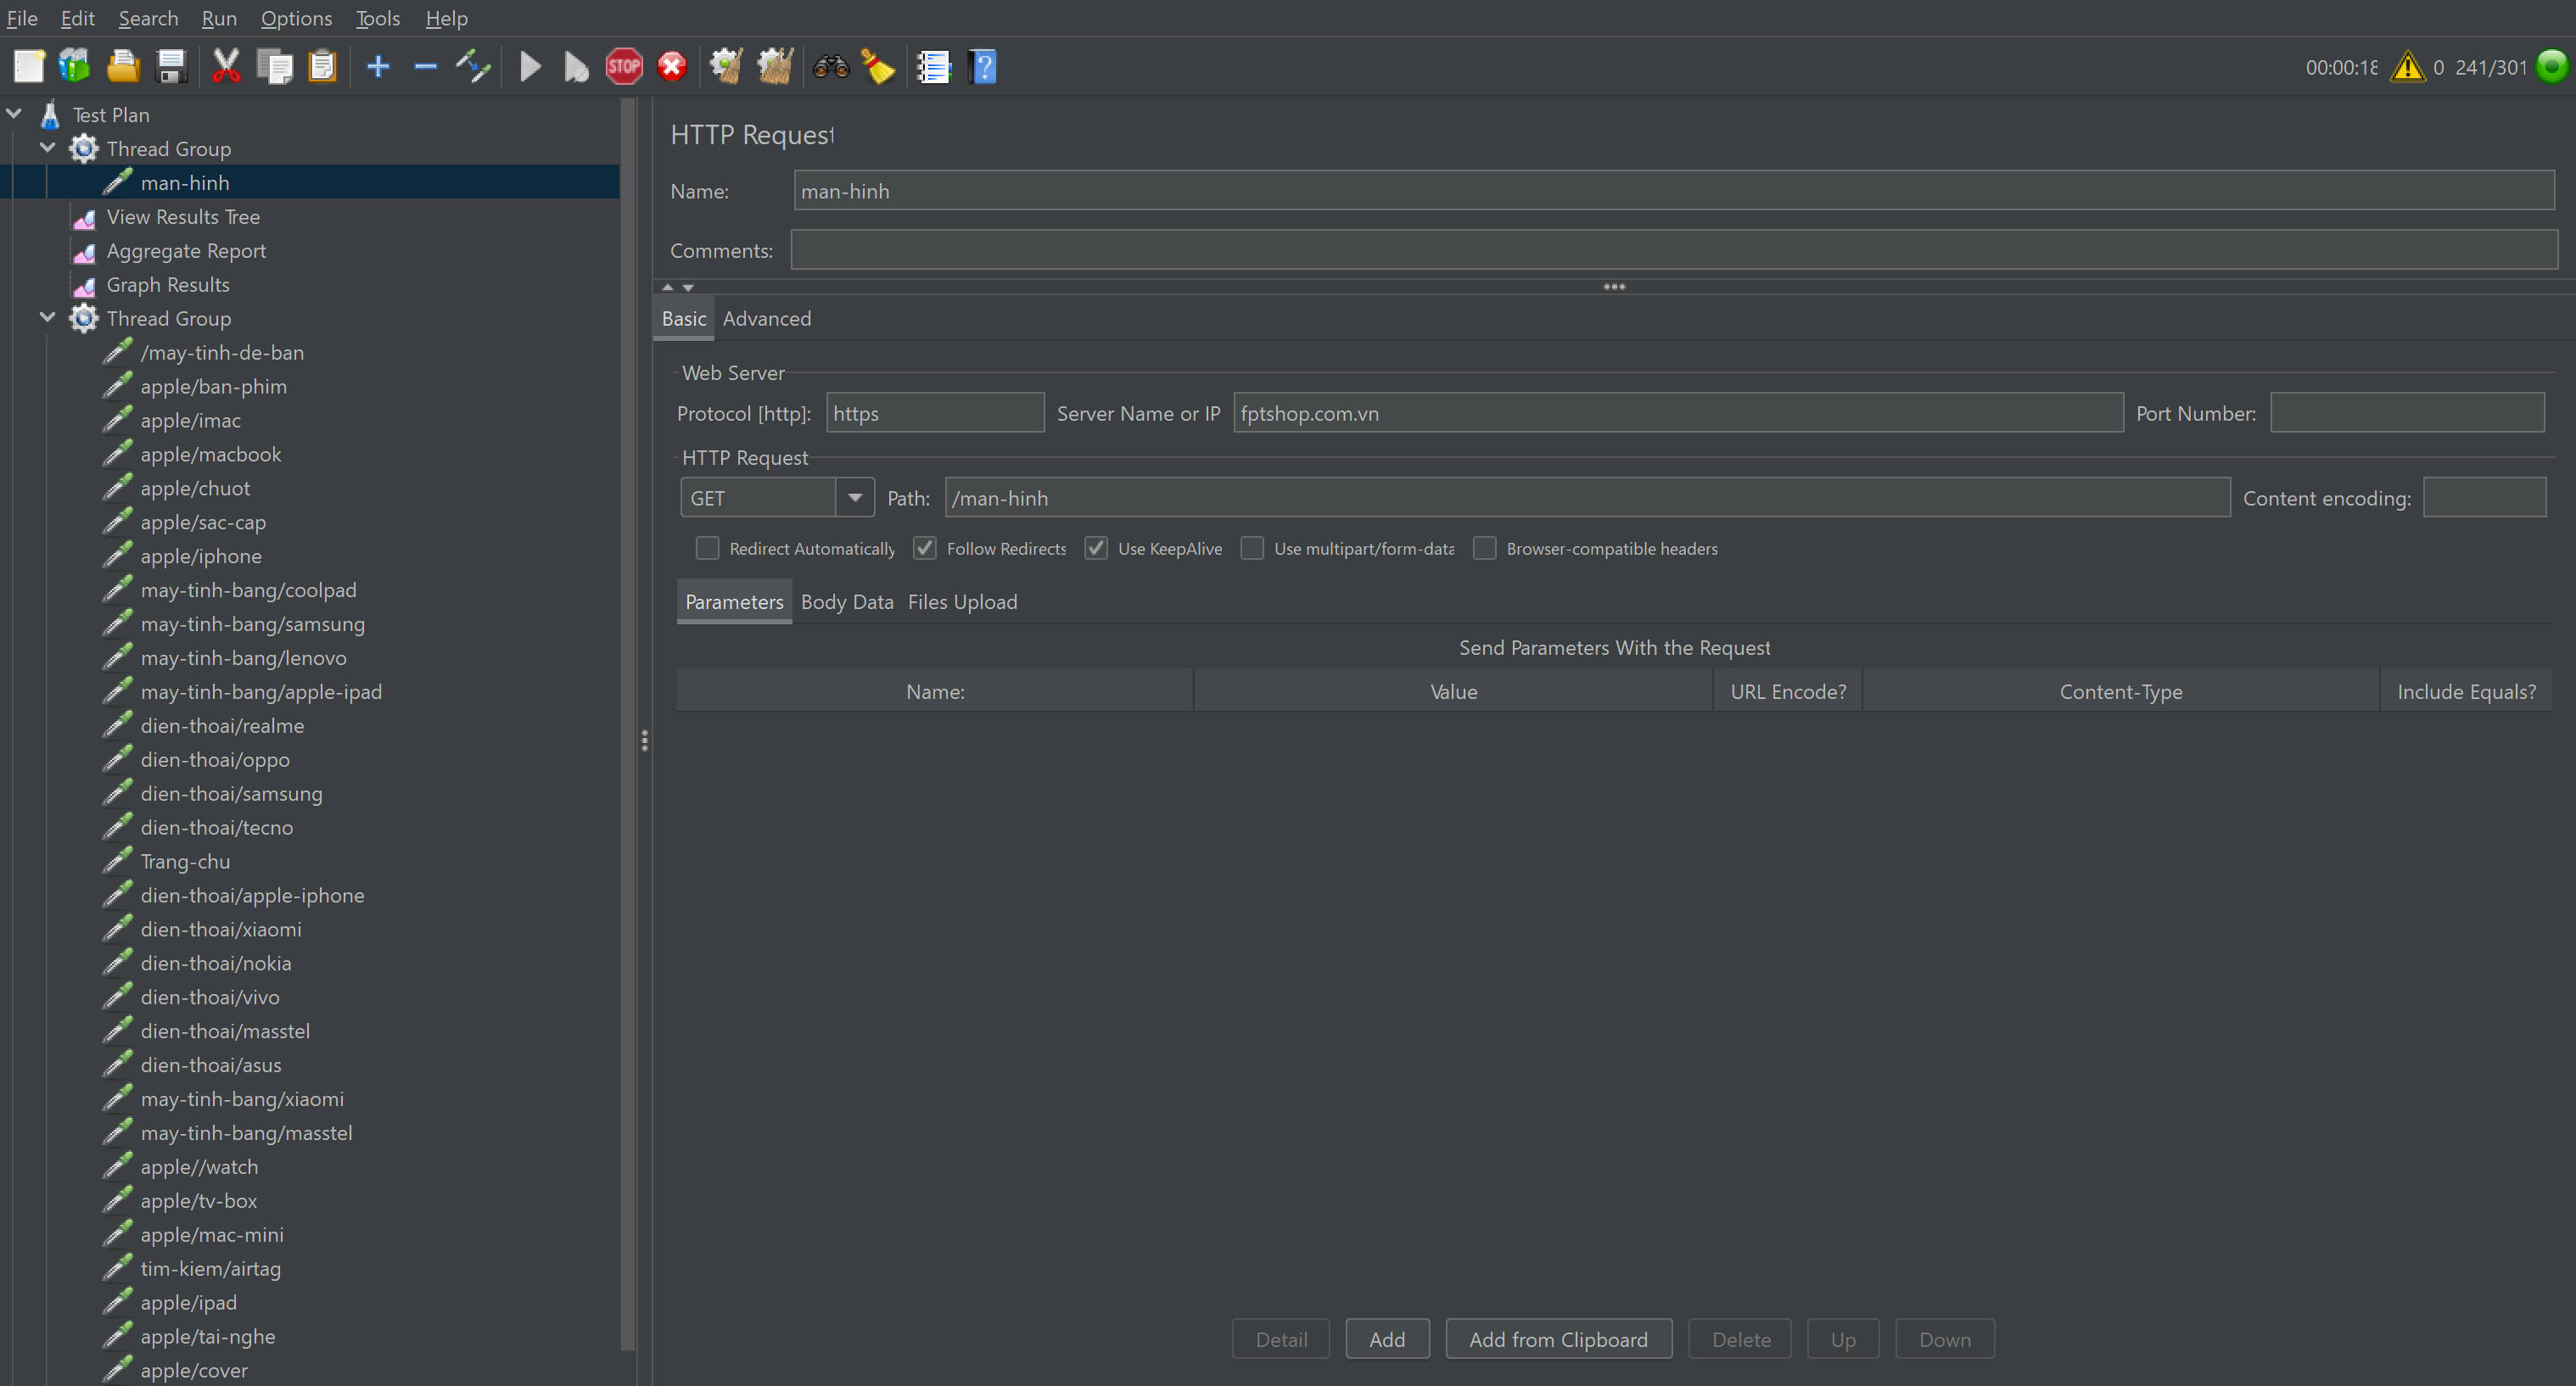 File Edit Search Run Options Tools Help
STOP
00:00:18 0 241/301
Test Plan
Thread Group
man-hinh
View Results Tree
Aggregate Report
Graph Results
Thread Group
/may-tinh-de-ban
apple/ban-phim
apple/imac
apple/macbook
apple/chuot
apple/sac-cap
apple/iphone
may-tinh-bang/coolpad
may-tinh-bang/samsung
may-tinh-bang/lenovo
may-tinh-bang/apple-ipad
dien-thoai/realme
dien-thoai/oppo
dien-thoai/samsung
dien-thoai/tecno
Trang-chu
dien-thoai/apple-iphone
dien-thoai/xiaomi
dien-thoai/nokia
dien-thoai/vivo
dien-thoai/masstel
dien-thoai/asus
may-tinh-bang/xiaomi
may-tinh-bang/masstel
apple//watch
apple/tv-box
apple/mac-mini
tim-kiem/airtag
apple/ipad
apple/tai-nghe
apple/cover
HTTP Request
Name: man-hinh
Comments:
Basic Advanced
Web Server
Protocol [http]: https Server Name or IP fptshop.com.vn Port Number:
HTTP Request
GET Path: /man-hinh Content encoding:
Redirect Automatically Follow Redirects Use KeepAlive Use multipart/form-data Browser-compatible headers
Parameters Body Data Files Upload
Send Parameters With the Request
Name: Value URL Encode? Content-Type Include Equals?
Detail Add Add from Clipboard Delete Up Down